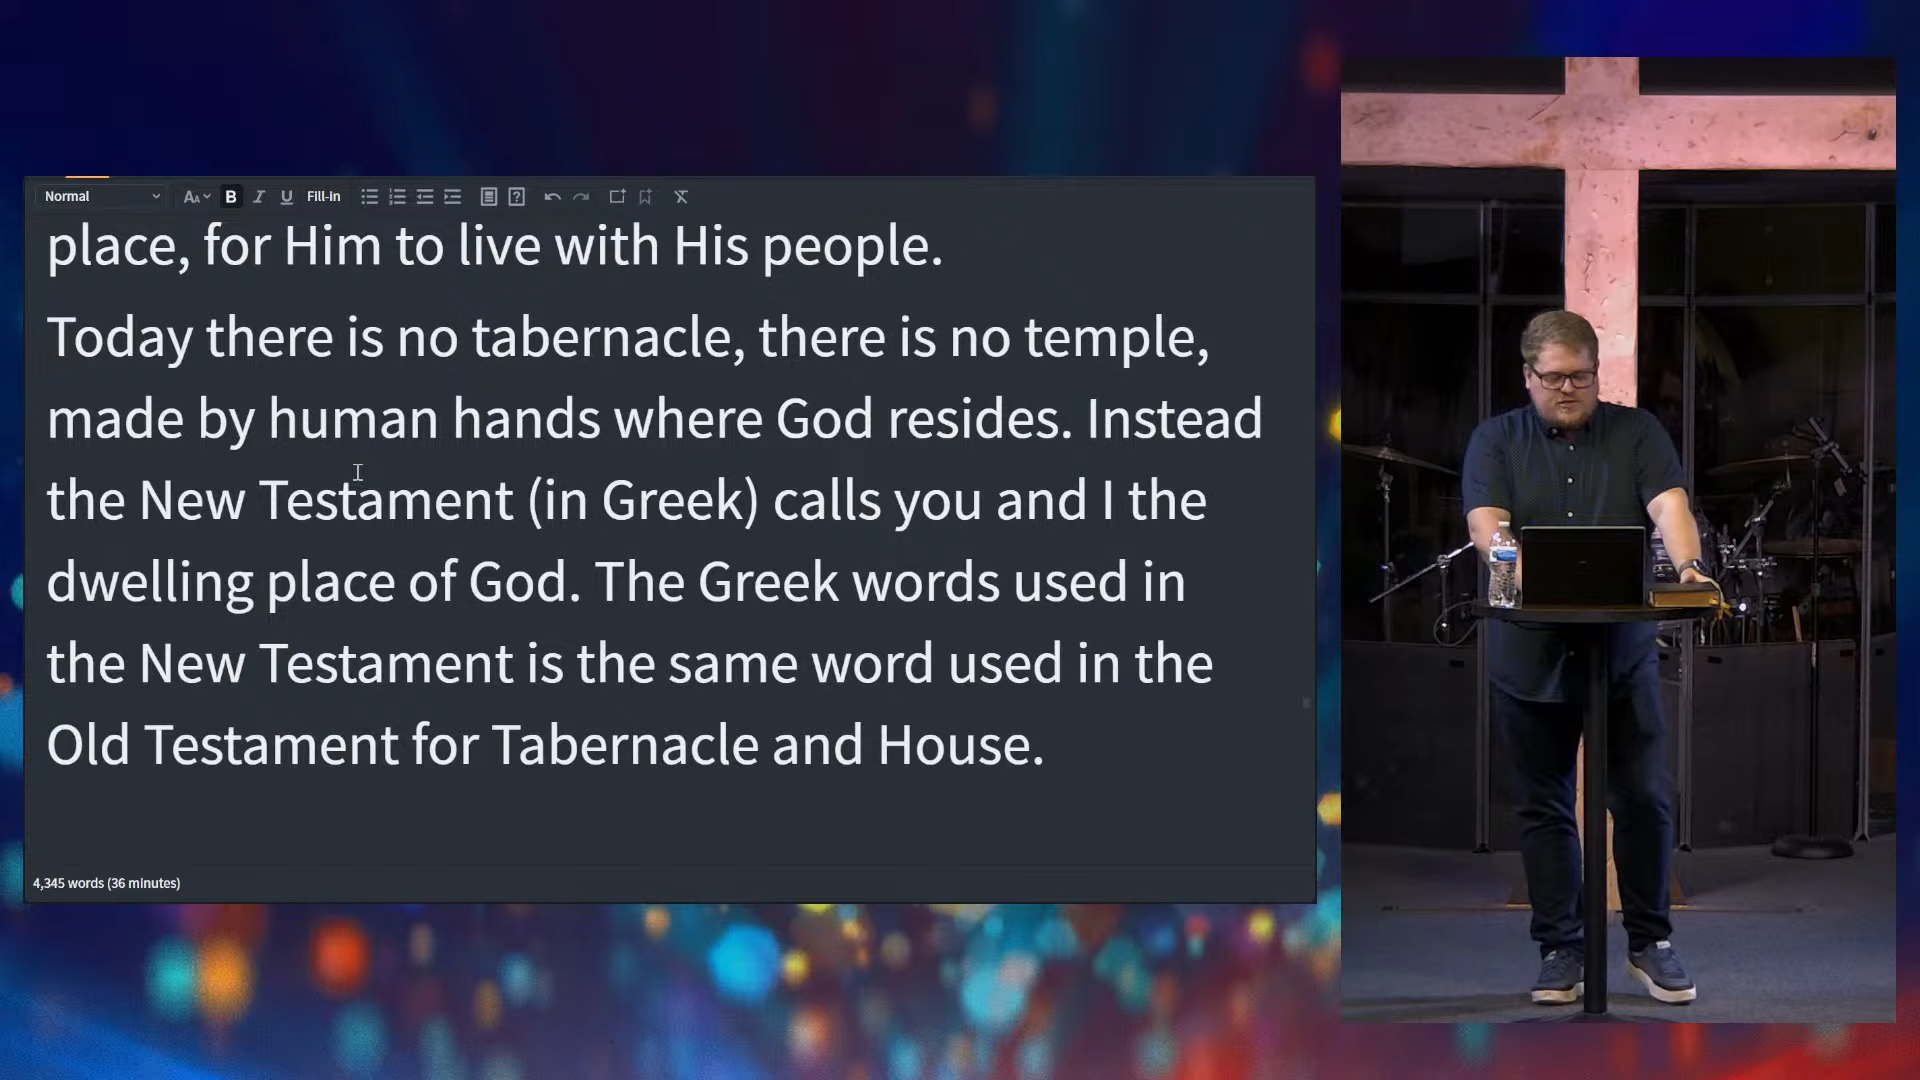 Normal
AA B I U Fill-in
place, for Him to live with His people.
Today there is no tabernacle, there is no temple,
made by human hands where God resides. Instead
the New Testament (in Greek) calls you and I the
dwelling place of God. The Greek words used in
the New Testament is the same word used in the
Old Testament for Tabernacle and House.
4,345 words (36 minutes)